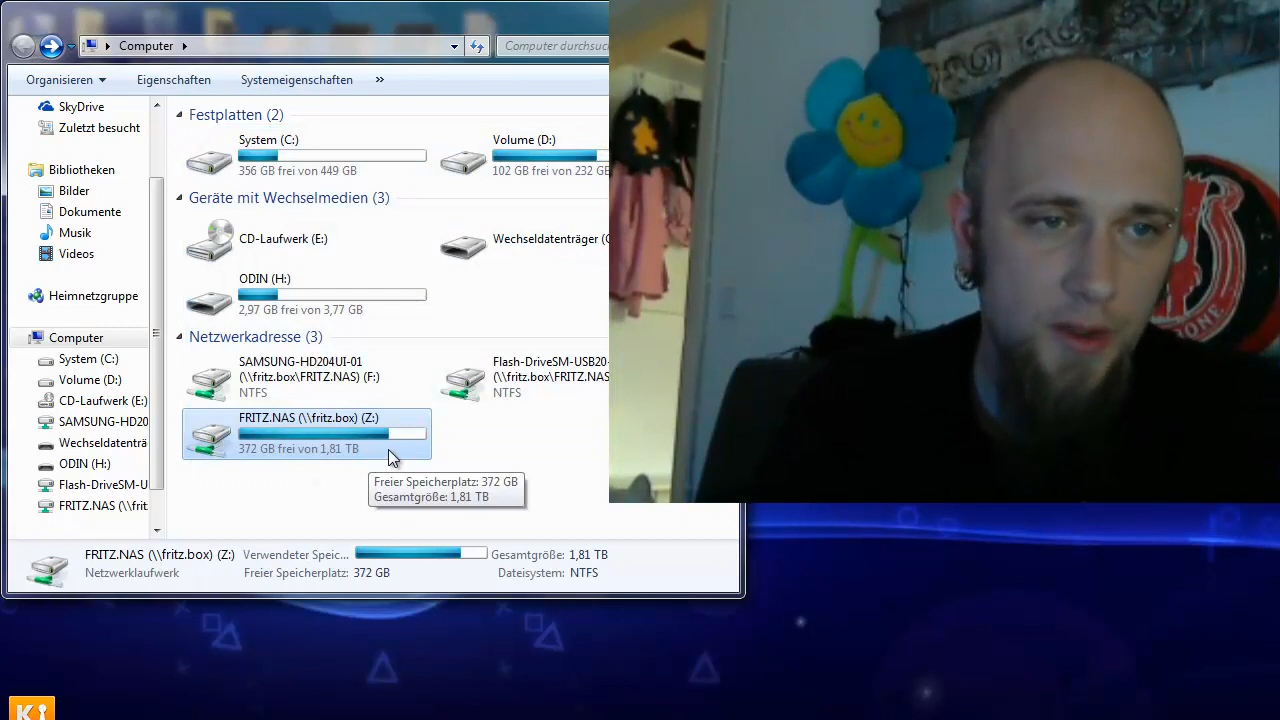 Computer
Computer durchsuc
Organisieren
Eigenschaften
Systemeigenschaften
»
SkyDrive
Zuletzt besucht
Bibliotheken
Bilder
Dokumente
Musik
Videos
Heimnetzgruppe
Computer
System (C:)
Volume (D:)
CD-Laufwerk (E:)
SAMSUNG-HD20
Wechseldatenträ
ODIN (H:)
Flash-DriveSM-U
FRITZ.NAS (\\frit
Festplatten (2)
System (C:)
356 GB frei von 449 GB
Volume (D:)
102 GB frei von 232 GB
Geräte mit Wechselmedien (3)
CD-Laufwerk (E:)
Wechseldatenträger (
ODIN (H:)
2,97 GB frei von 3,77 GB
Netzwerkadresse (3)
SAMSUNG-HD204UI-01
(\\fritz.box\FRITZ.NAS) (F:)
NTFS
Flash-DriveSM-USB20-
(\\fritz.box\FRITZ.NAS
NTFS
FRITZ.NAS (\\fritz.box) (Z:)
372 GB frei von 1,81 TB
Freier Speicherplatz: 372 GB
Gesamtgröße: 1,81 TB
FRITZ.NAS (\\fritz.box) (Z:)
Verwendeter Speic...
Gesamtgröße: 1,81 TB
Netzwerklaufwerk
Freier Speicherplatz: 372 GB
Dateisystem: NTFS
RONE